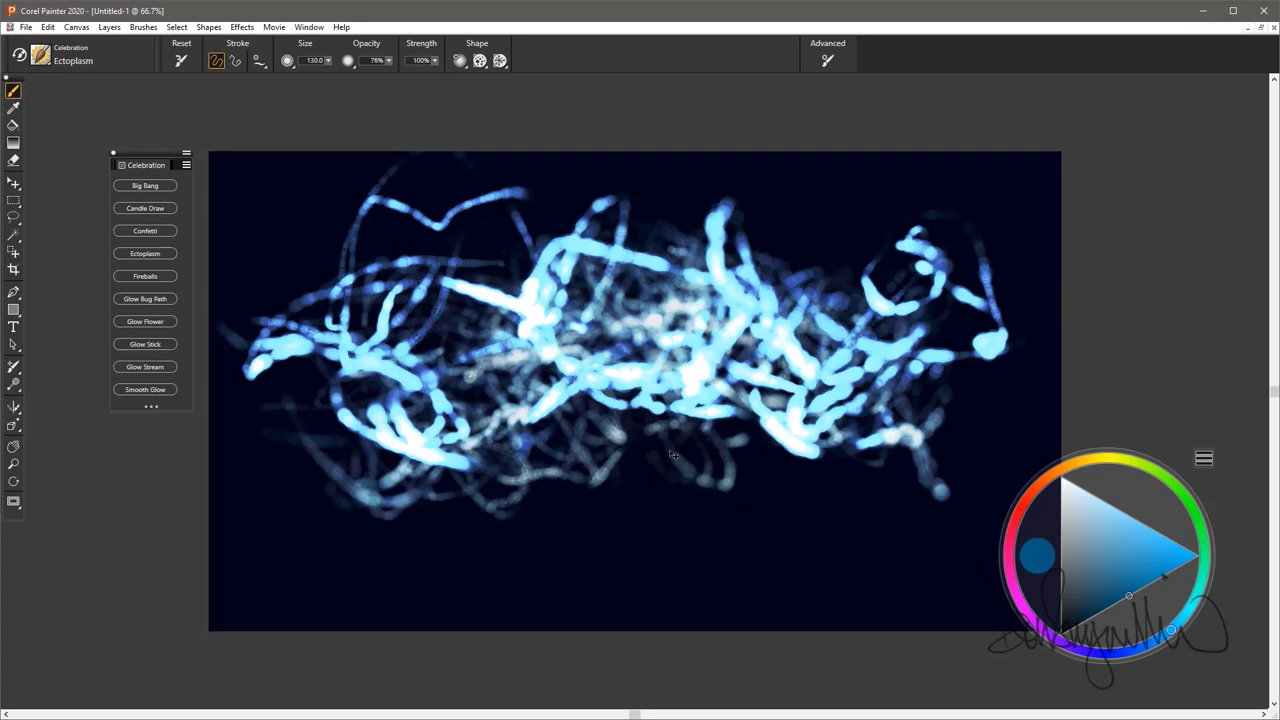 Corel Painter 2020 - [Untitled-1 @ 66.7%]
File Edit Canvas Layers Brushes Select Shapes Effects Movie Window Help
Celebration
Ectoplasm
Reset Stroke Size Opacity Strength Shape Advanced
130.0 76% 100%
Celebration
Big Bang
Candle Draw
Confetti
Ectoplasm
Fireballs
Glow Bug Path
Glow Flower
Glow Stick
Glow Stream
Smooth Glow